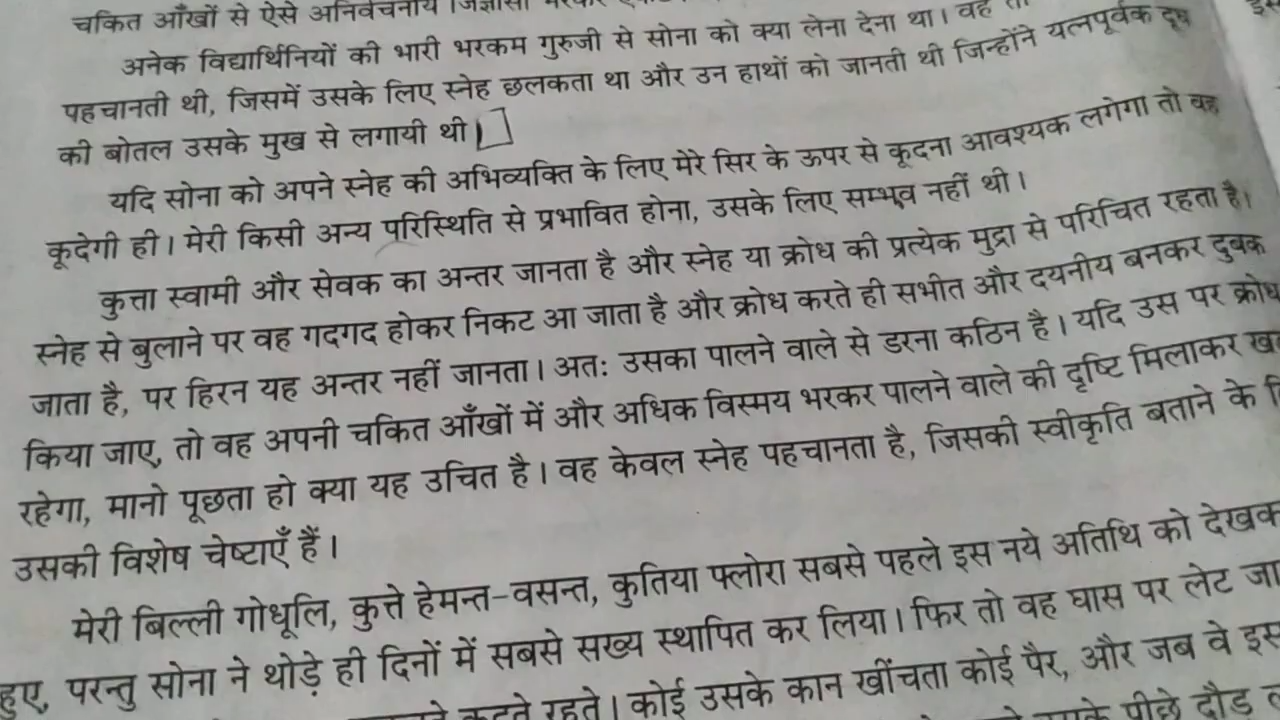 चकित आँखों से ऐसे अनिर्वचनीय जिज्ञासा भरकर
अनेक विद्यार्थिनियों की भारी भरकम गुरुजी से सोना को क्या लेना देना था। वह तो
पहचानती थी, जिसमें उसके लिए स्नेह छलकता था और उन हाथों को जानती थी जिन्होंने यत्नपूर्वक दूध
की बोतल उसके मुख से लगायी थी।
यदि सोना को अपने स्नेह की अभिव्यक्ति के लिए मेरे सिर के ऊपर से कूदना आवश्यक लगेगा तो वह
कूदेगी ही। मेरी किसी अन्य परिस्थिति से प्रभावित होना, उसके लिए सम्भव नहीं थी।
कुत्ता स्वामी और सेवक का अन्तर जानता है और स्नेह या क्रोध की प्रत्येक मुद्रा से परिचित रहता है।
स्नेह से बुलाने पर वह गदगद होकर निकट आ जाता है और क्रोध करते ही सभीत और दयनीय बनकर दुबक
जाता है, पर हिरन यह अन्तर नहीं जानता। अतः उसका पालने वाले से डरना कठिन है। यदि उस पर क्रोध
किया जाए, तो वह अपनी चकित आँखों में और अधिक विस्मय भरकर पालने वाले की दृष्टि मिलाकर
रहेगा, मानो पूछता हो क्या यह उचित है। वह केवल स्नेह पहचानता है, जिसकी स्वीकृति बताने के
उसकी विशेष चेष्टाएँ हैं।
मेरी बिल्ली गोधूलि, कुत्ते हेमन्त-वसन्त, कुतिया फ्लोरा सबसे पहले इस नये अतिथि को
हुए, परन्तु सोना ने थोड़े ही दिनों में सबसे सख्य स्थापित कर लिया। फिर तो वह घास पर लेट
कूदते रहते। कोई उसके कान खींचता कोई पैर, और जब वे इस
पीछे दौड़